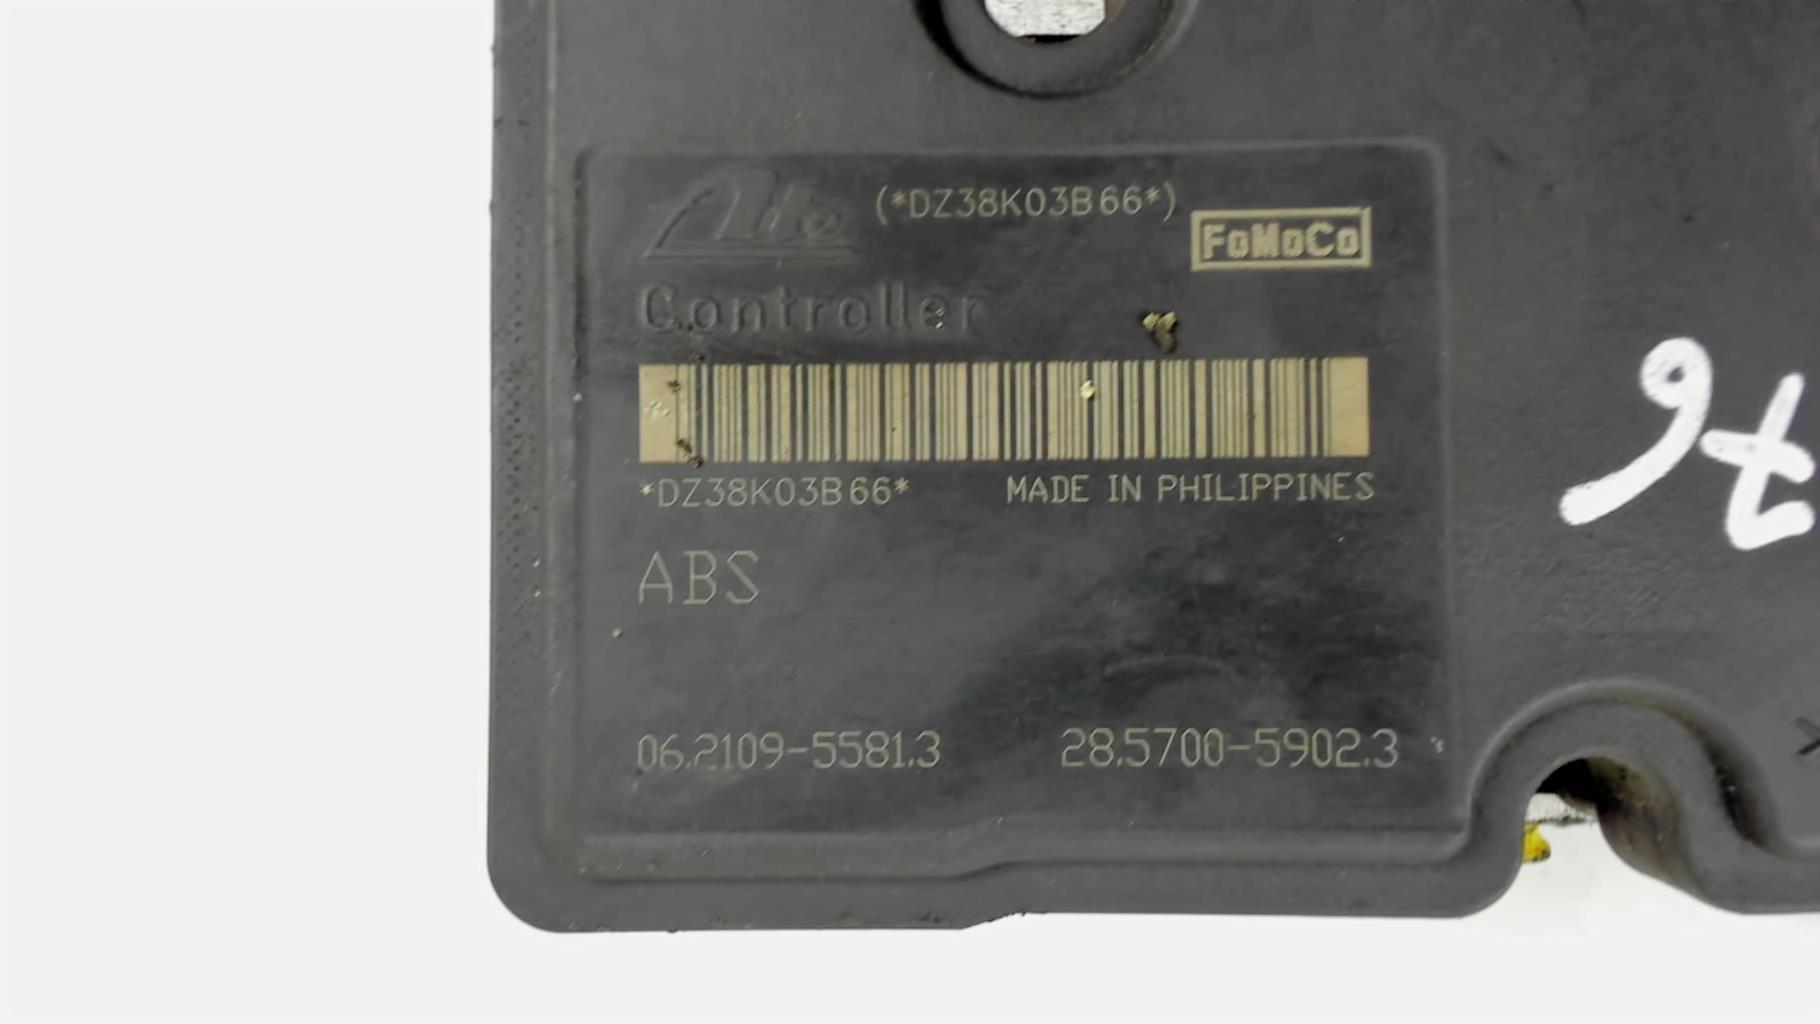 Ate
(*DZ38K03B66*)
FoMoCo
Controller
*DZ38K03B66*
MADE IN PHILIPPINES
ABS
06.2109-5581.3
28.5700-5902.3